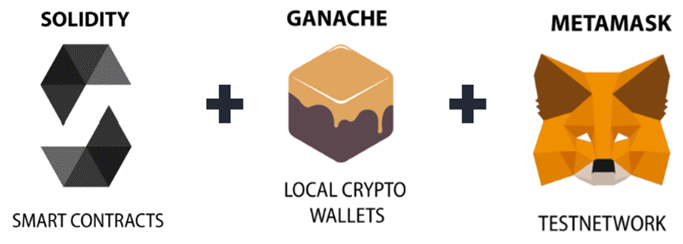 SOLIDITY
GANACHE
METAMASK
SMART CONTRACTS
LOCAL CRYPTO
WALLETS
TESTNETWORK